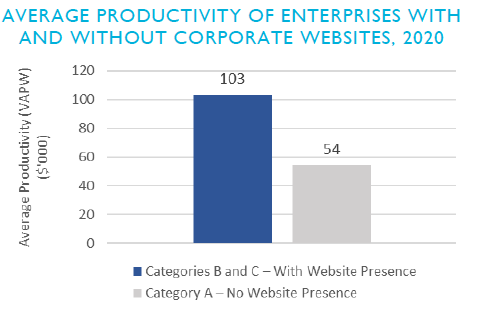 AVERAGE PRODUCTIVITY OF ENTERPRISES WITH
AND WITHOUT CORPORATE WEBSITES, 2020
Average Productivity (VAPW)
($'000)
120
100
80
60
40
20
0
103
54
Categories B and C – With Website Presence
Category A – No Website Presence